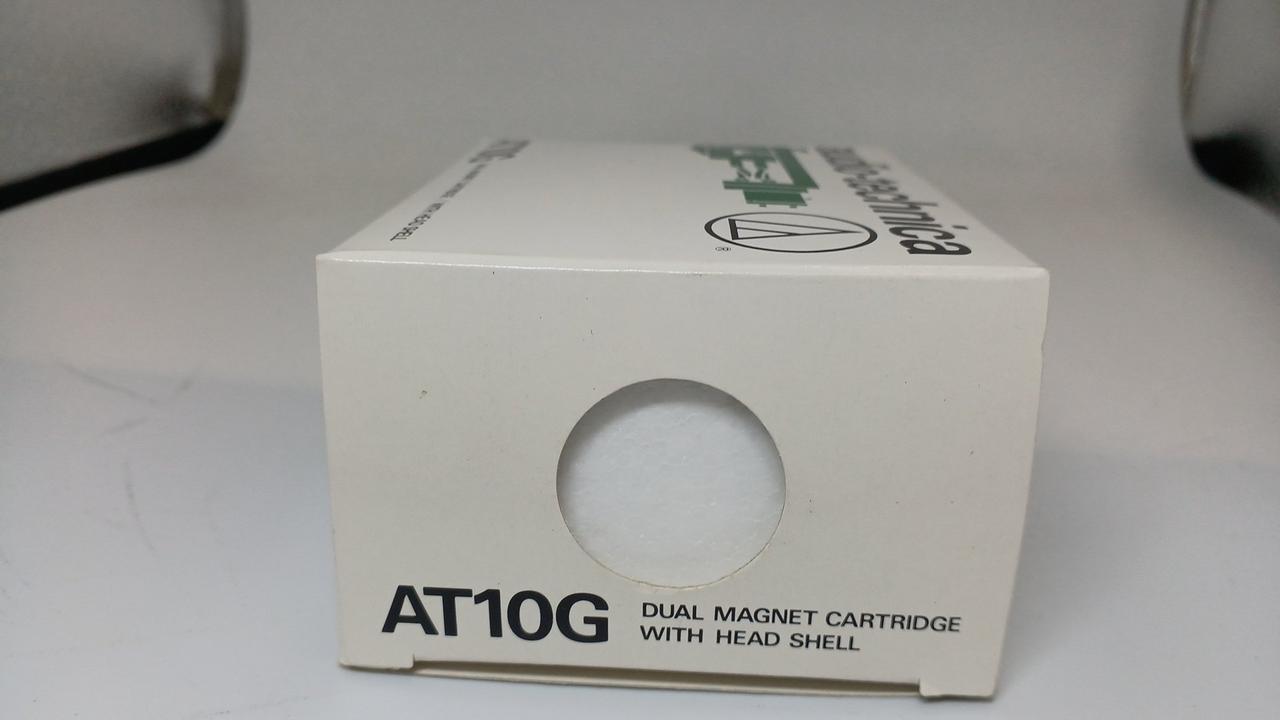 audio-technica
®
AT10G
DUAL MAGNET CARTRIDGE
WITH HEAD SHELL